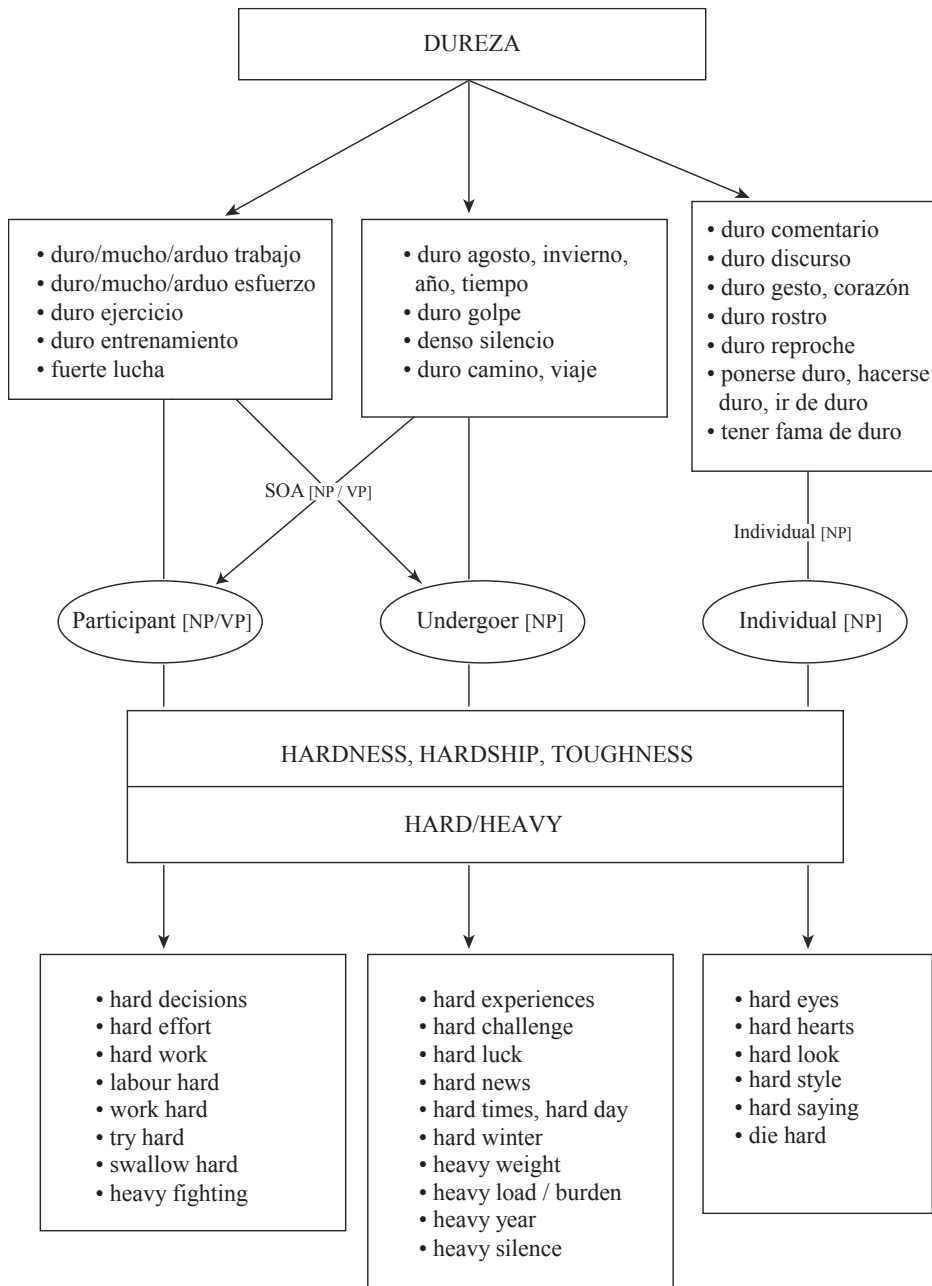 DUREZA
• duro/mucho/arduo trabajo
• duro/mucho/arduo esfuerzo
• duro ejercicio
• duro entrenamiento
• fuerte lucha
• duro agosto, invierno,
año, tiempo
• duro golpe
• denso silencio
• duro camino, viaje
• duro comentario
• duro discurso
• duro gesto, corazón
• duro rostro
• duro reproche
• ponerse duro, hacerse
duro, ir de duro
• tener fama de duro
SOA [NP / VP]
Individual [NP]
Participant [NP/VP]
Undergoer [NP]
Individual [NP]
HARDNESS, HARDSHIP, TOUGHNESS
HARD/HEAVY
• hard decisions
• hard effort
• hard work
• labour hard
• work hard
• try hard
• swallow hard
• heavy fighting
• hard experiences
• hard challenge
• hard luck
• hard news
• hard times, hard day
• hard winter
• heavy weight
• heavy load / burden
• heavy year
• heavy silence
• hard eyes
• hard hearts
• hard look
• hard style
• hard saying
• die hard